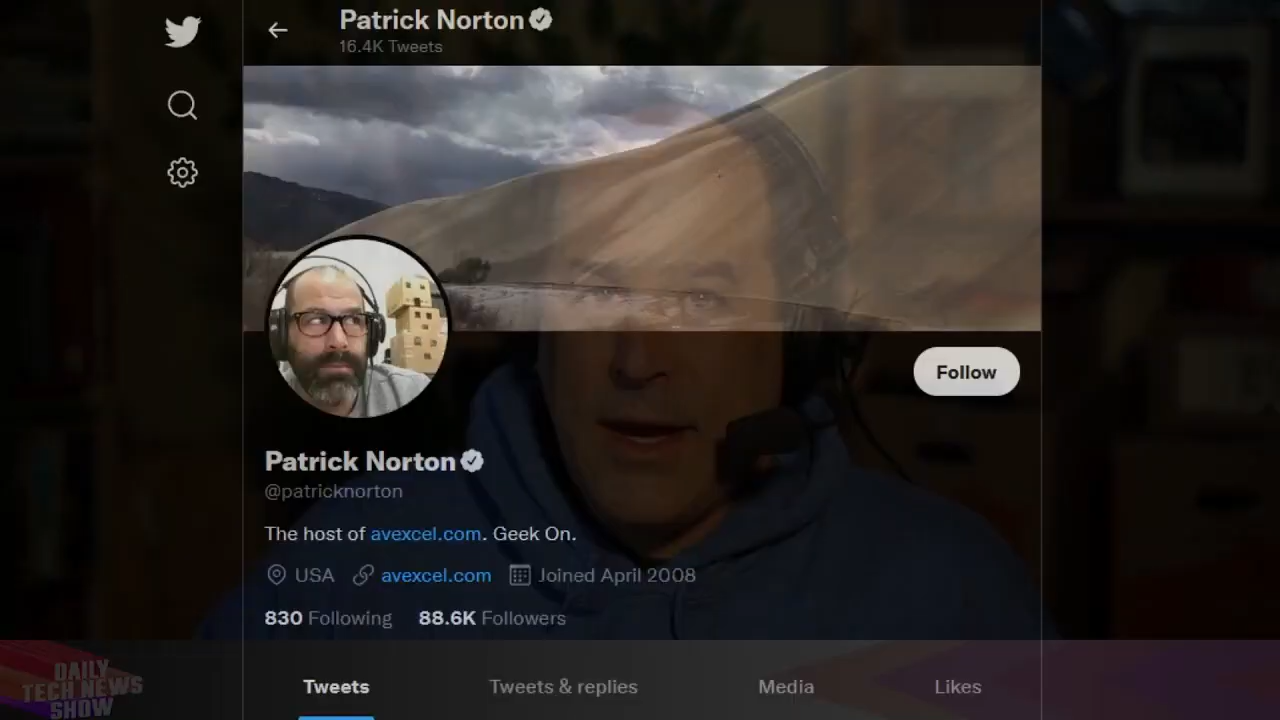 Patrick Norton
16.4K Tweets
Follow
Patrick Norton
@patricknorton
The host of avexcel.com. Geek On.
USA avexcel.com Joined April 2008
830 Following 88.6K Followers
DAILY
TECH NEWS
SHOW
Tweets Tweets & replies Media Likes